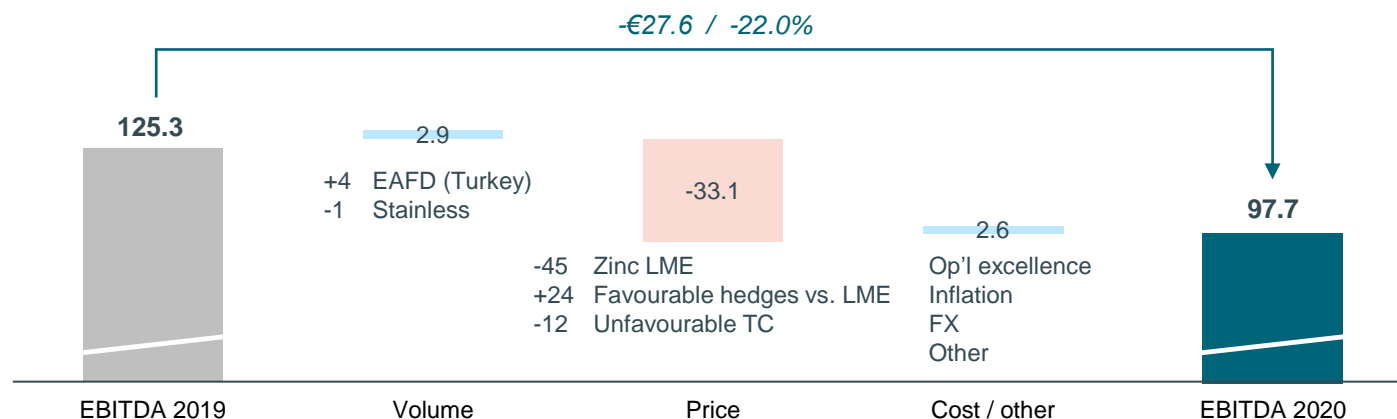 -€27.6 / -22.0%
125.3
2.9
+4 EAFD (Turkey)
-1 Stainless
-33.1
-45 Zinc LME
+24 Favourable hedges vs. LME
-12 Unfavourable TC
2.6
Op'l excellence
Inflation
FX
Other
97.7
EBITDA 2019 Volume Price Cost / other EBITDA 2020